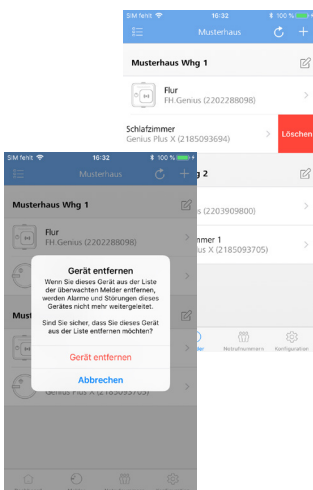 SIM fehlt 16:32 100 %
Musterhaus
Musterhaus Whg 1
Flur
FH Genius (2202288098)
Schlafzimmer
Genius Plus X (2185093694)
Löschen
g 2
s (2203909800)
mmer 1
us X (2185093705)
Notrufnummern Konfiguration
SIM fehlt 16:32 100 %
Musterhaus
Musterhaus Whg 1
Flur
FH Genius (2202288098)
Gerät entfernen
Wenn Sie dieses Gerät aus der Liste
der überwachten Melder entfernen,
werden Alarme und Störungen dieses
Gerätes nicht mehr weitergeleitet.
Sind Sie sicher, dass Sie dieses Gerät
aus der Liste entfernen möchten?
Gerät entfernen
Abbrechen
Must
Genius Plus X (2185093705)